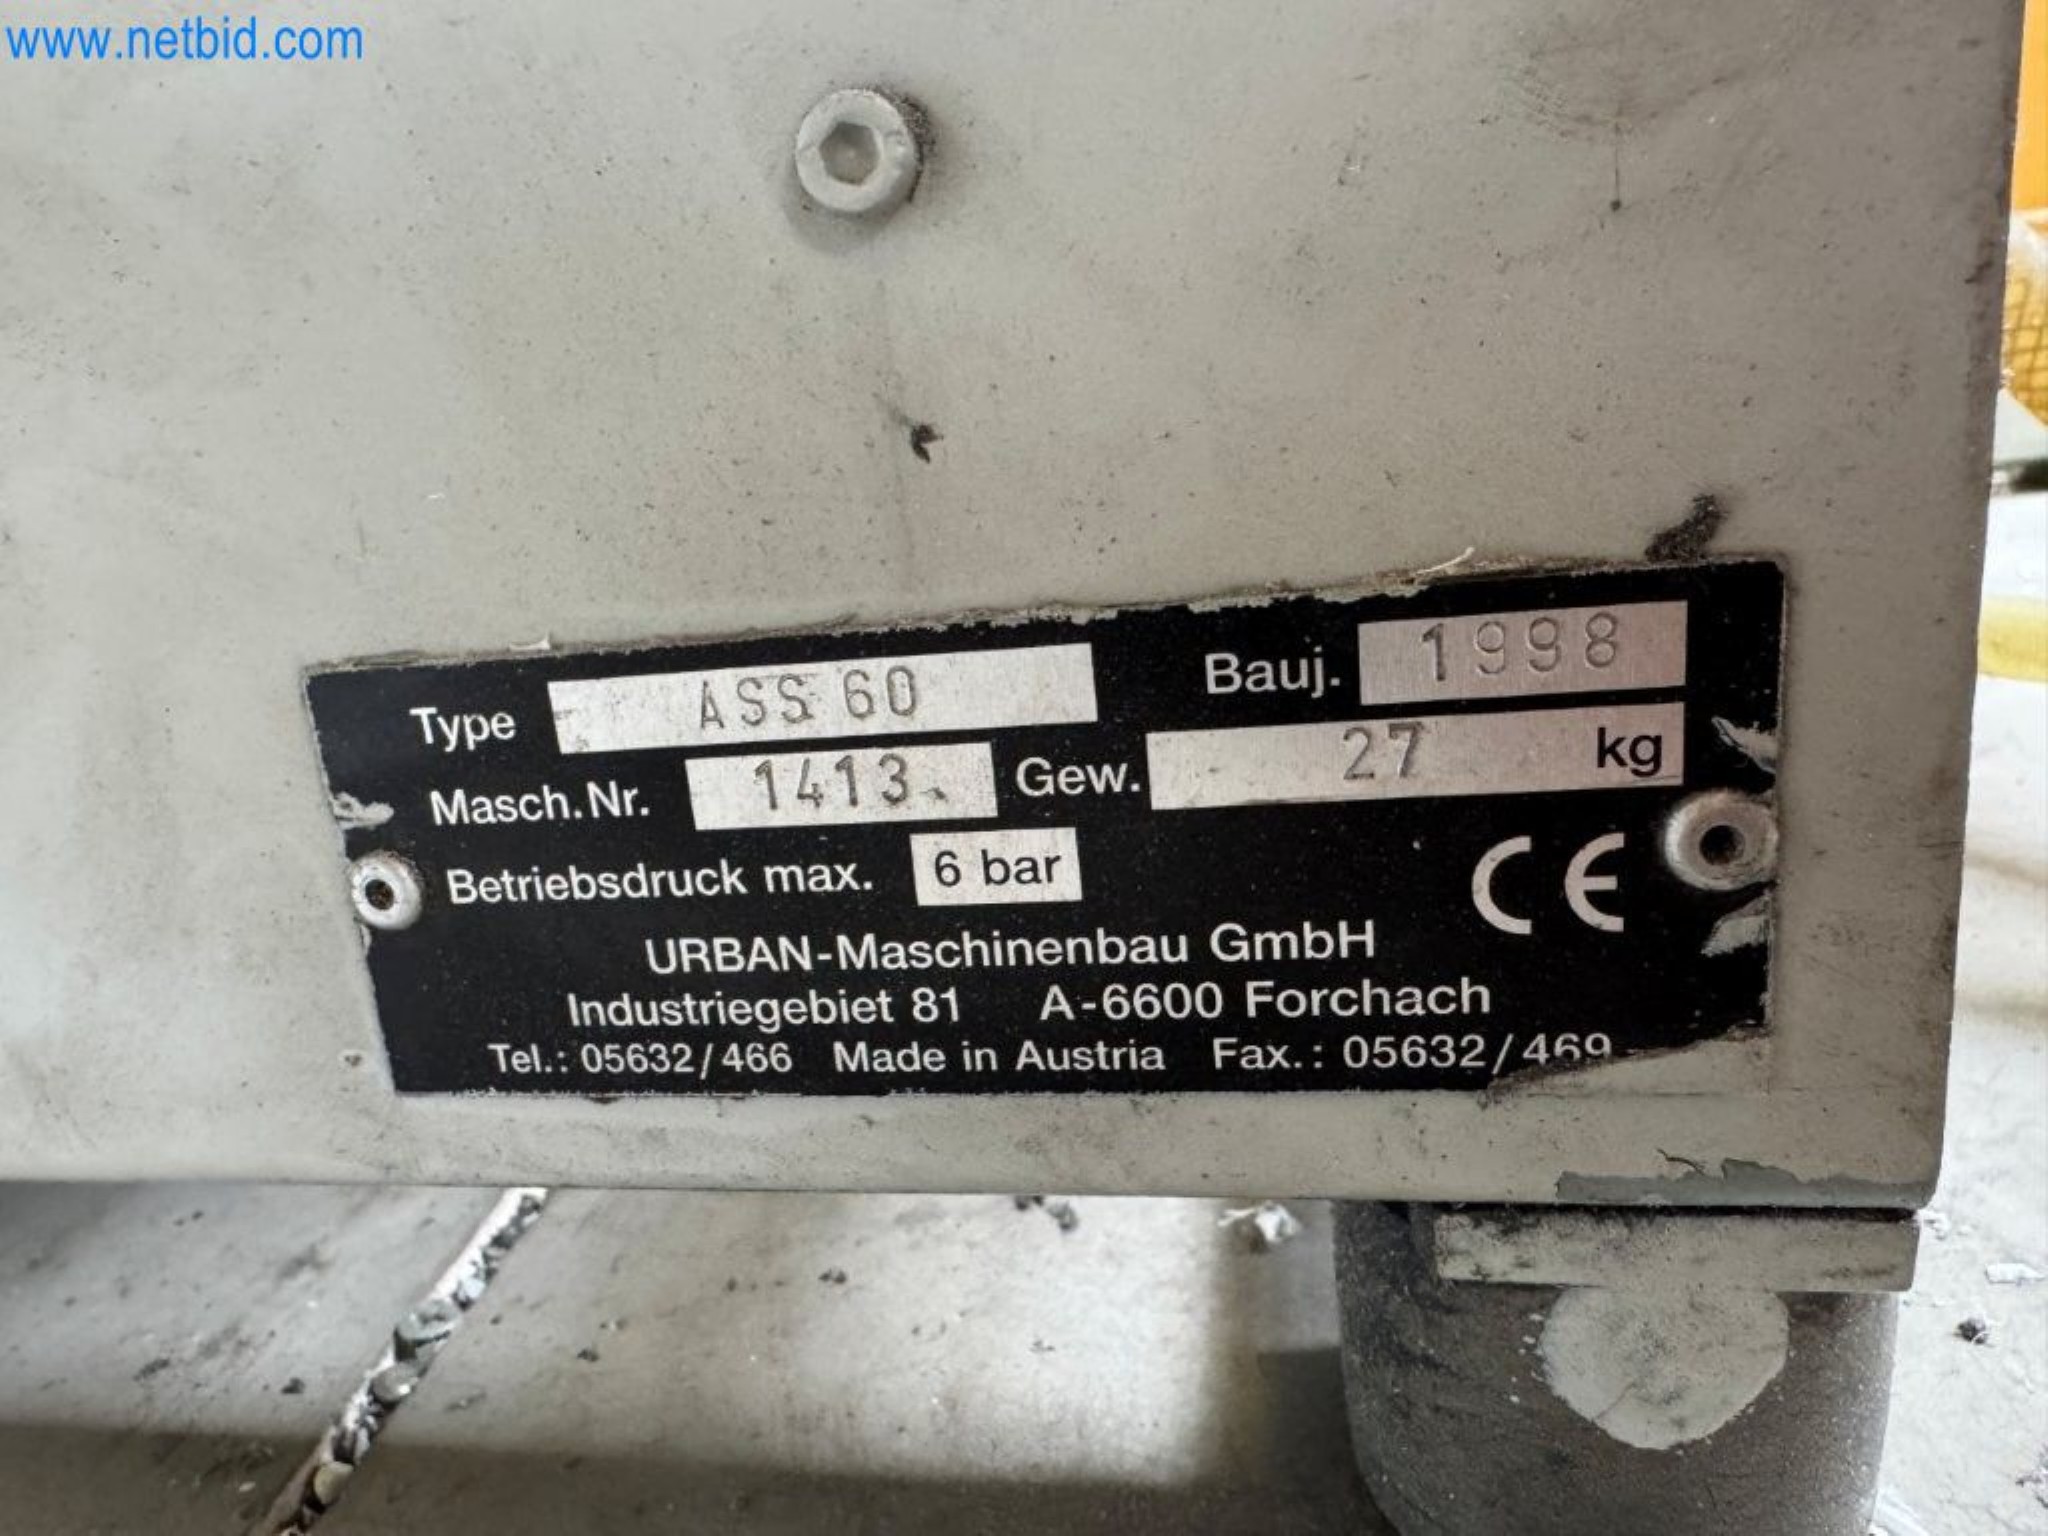 www.netbid.com
Type ASS 60 Bauj. 1998
Masch.Nr. 1413 Gew. 27 kg
Betriebsdruck max. 6 bar CE
URBAN-Maschinenbau GmbH
Industriegebiet 81 A-6600 Forchach
Tel.: 05632/466 Made in Austria Fax.: 05632/469